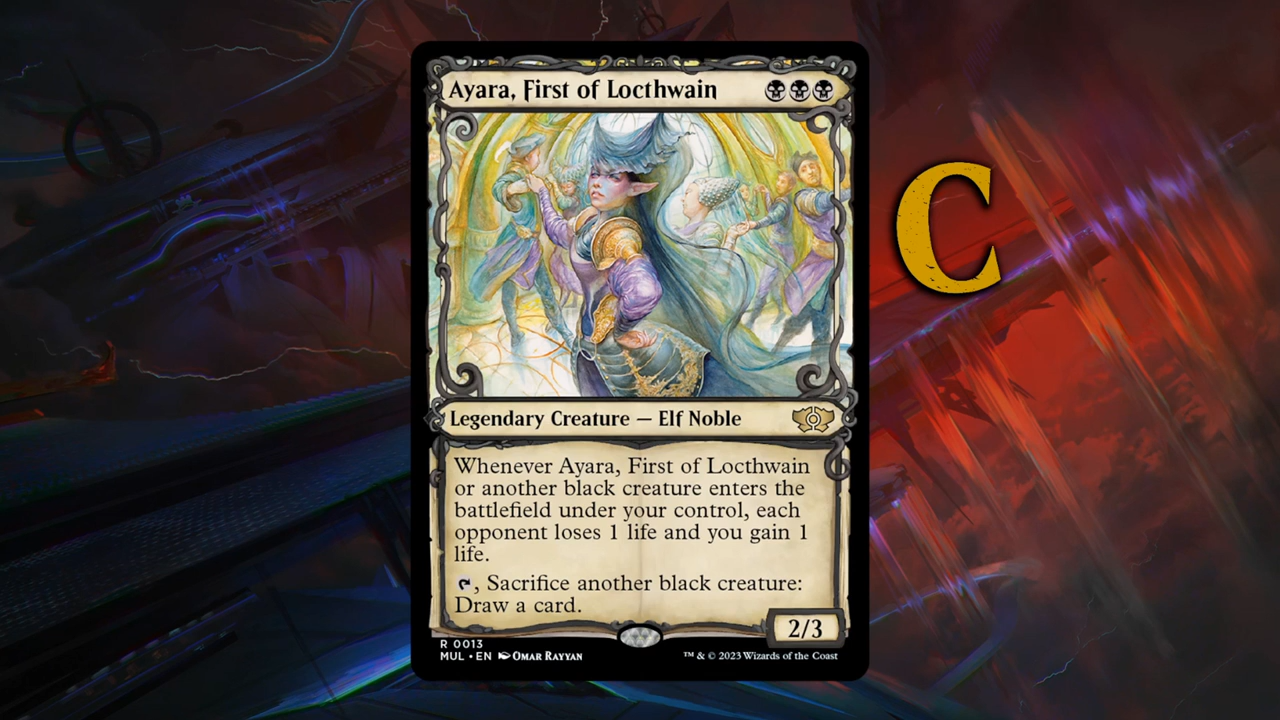 Ayara, First of Locthwain
C
Legendary Creature — Elf Noble
Whenever Ayara, First of Locthwain
or another black creature enters the
battlefield under your control, each
opponent loses 1 life and you gain 1
life.
, Sacrifice another black creature:
Draw a card.
2/3
R 0013
MUL • EN Omar Rayyan
™ & © 2023 Wizards of the Coast